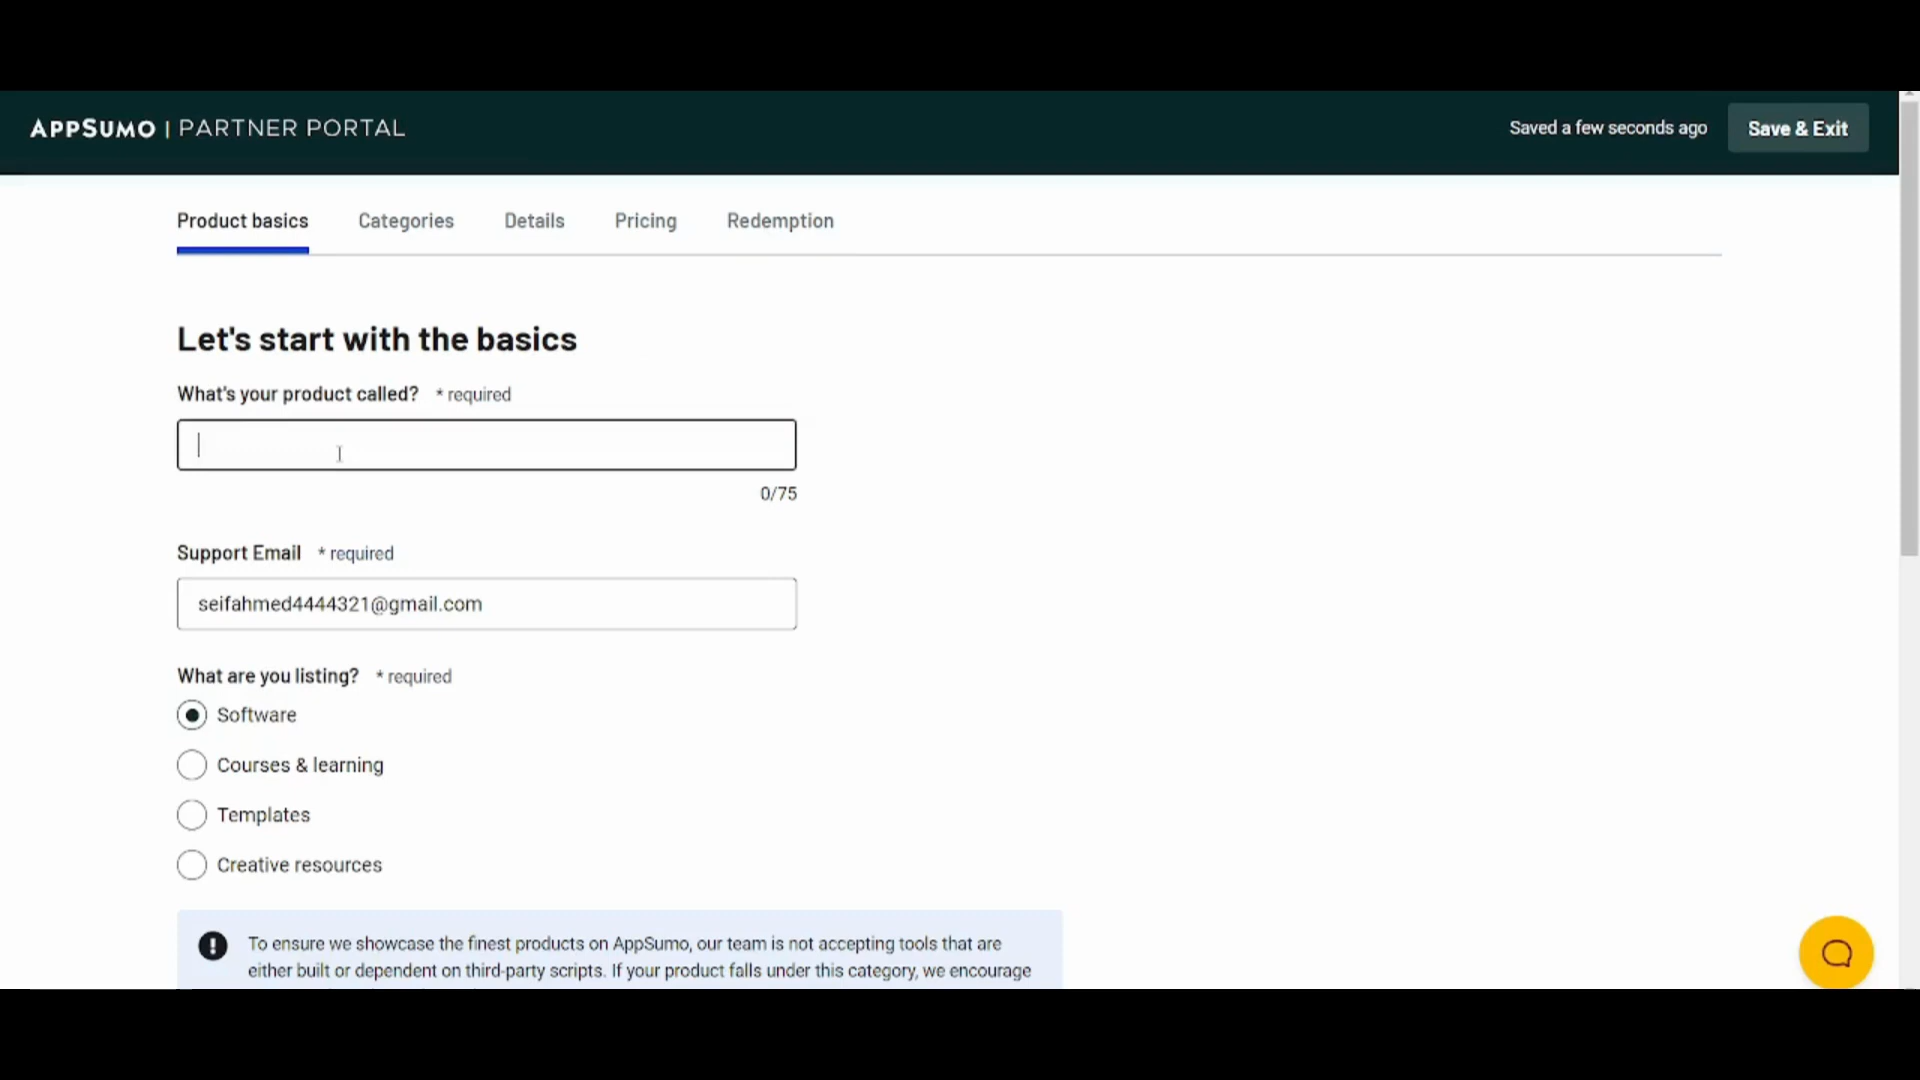 APPSUMO | PARTNER PORTAL
Saved a few seconds ago
Save & Exit
Product basics
Categories
Details
Pricing
Redemption
Let's start with the basics
What's your product called? * required
0/75
Support Email * required
seifahmed4444321@gmail.com
What are you listing? * required
Software
Courses & learning
Templates
Creative resources
To ensure we showcase the finest products on AppSumo, our team is not accepting tools that are
either built or dependent on third-party scripts. If your product falls under this category, we encourage